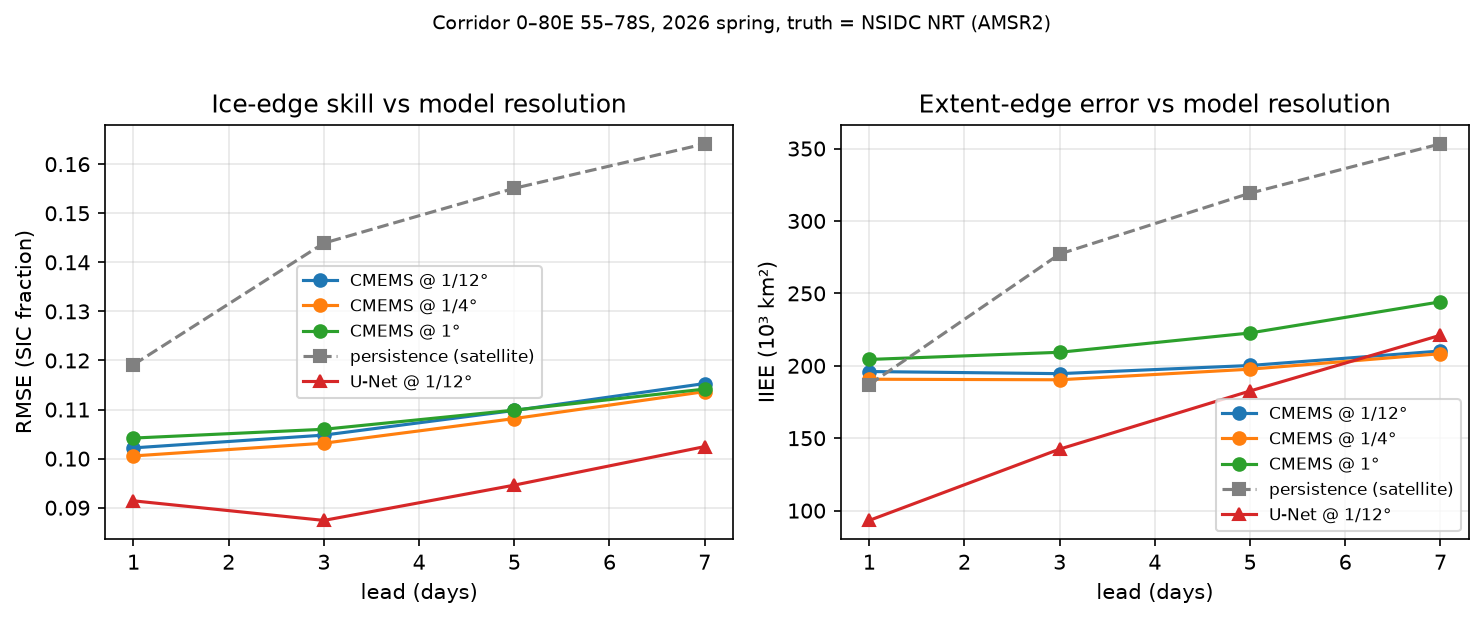 Corridor 0–80E 55–78S, 2026 spring, truth = NSIDC NRT (AMSR2)
Ice-edge skill vs model resolution
RMSE (SIC fraction)
0.16
0.15
0.14
0.13
0.12
0.11
0.10
0.09
CMEMS @ 1/12°
CMEMS @ 1/4°
CMEMS @ 1°
persistence (satellite)
U-Net @ 1/12°
1 2 3 4 5 6 7
lead (days)
Extent-edge error vs model resolution
IIEE (10³ km²)
350
300
250
200
150
100
CMEMS @ 1/12°
CMEMS @ 1/4°
CMEMS @ 1°
persistence (satellite)
U-Net @ 1/12°
1 2 3 4 5 6 7
lead (days)